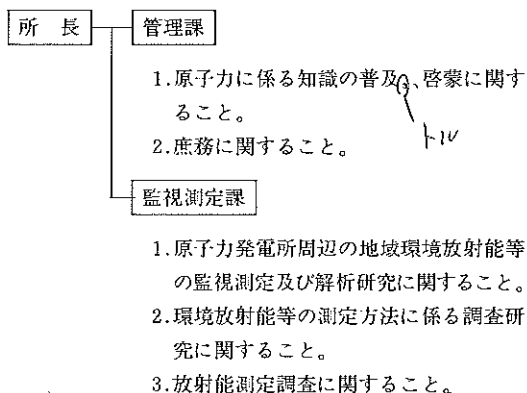 所　長
管理課
1.原子力に係る知識の普及、啓蒙に関す
ること。
2.庶務に関すること。
トル
監視測定課
1.原子力発電所周辺の地域環境放射能等
の監視測定及び解析研究に関すること。
2.環境放射能等の測定方法に係る調査研
究に関すること。
3.放射能測定調査に関すること。